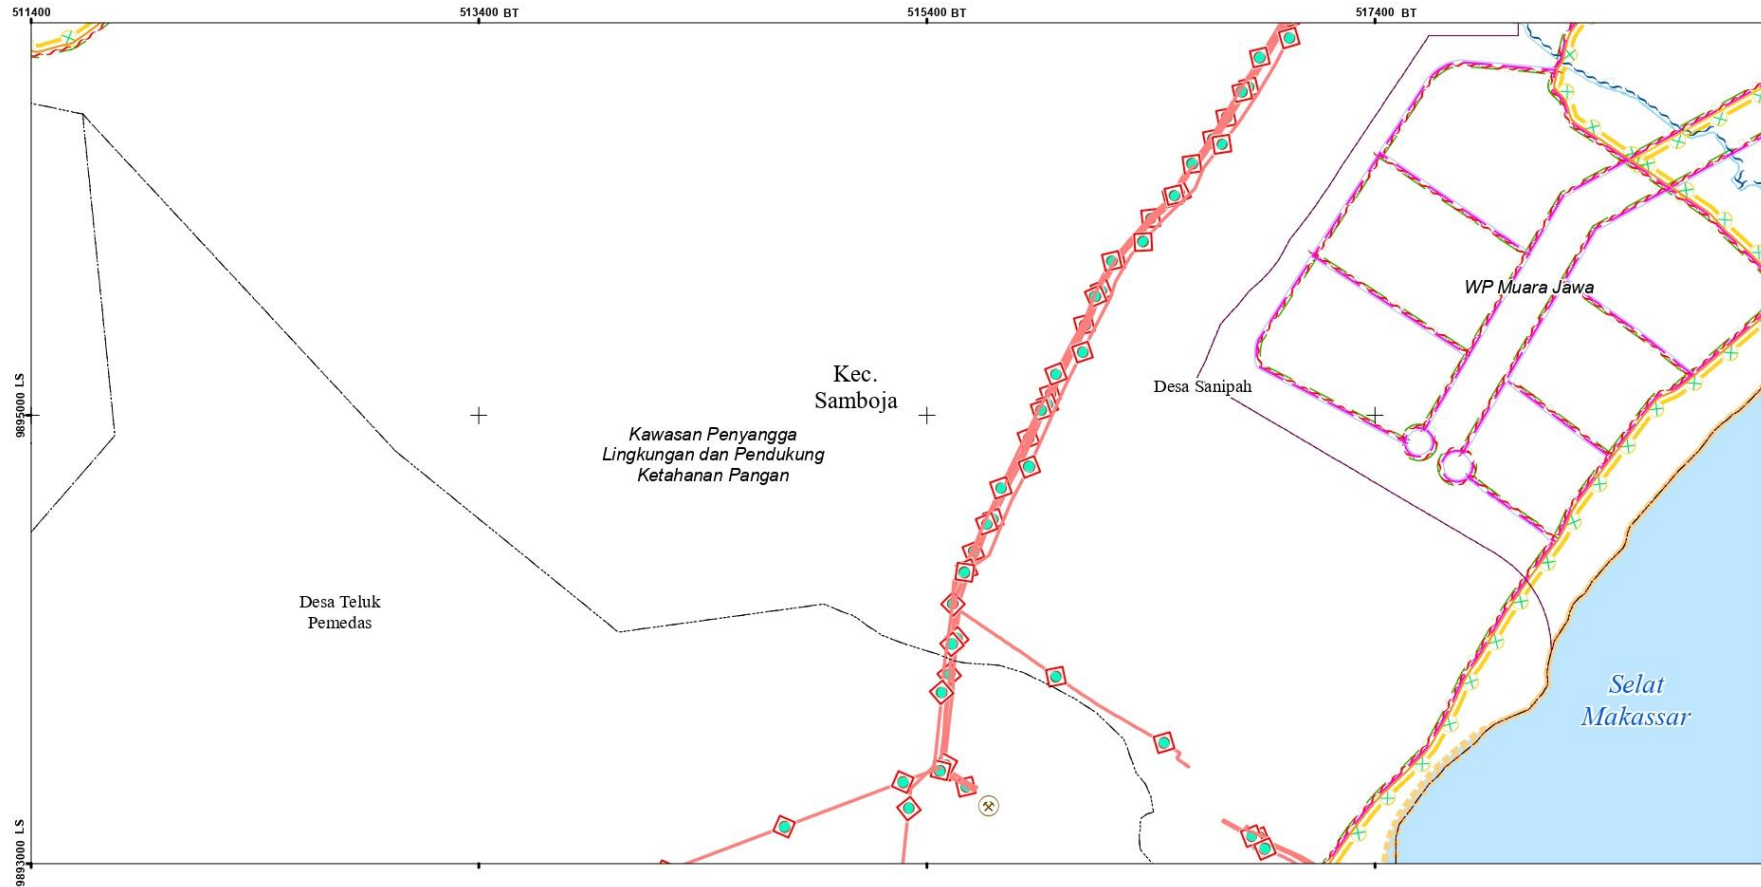 511400
513400 BT
515400 BT
517400 BT
WP Muara Jawa
Kec.
Samboja
Desa Sanipah
9895000 LS
Kawasan Penyangga
Lingkungan dan Pendukung
Ketahanan Pangan
Desa Teluk
Pemedas
Selat
Makassar
9893000 LS